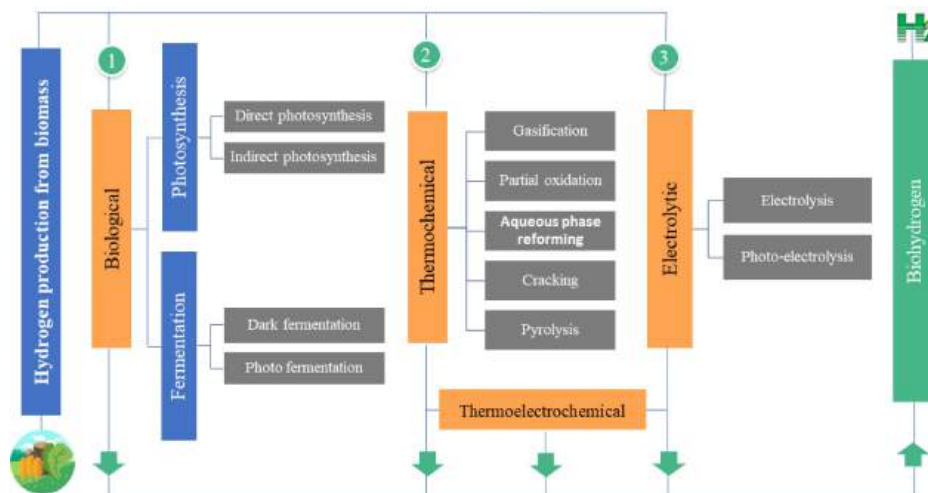 Hydrogen production from biomass
1
Biological
Photosynthesis
Direct photosynthesis
Indirect photosynthesis
Fermentation
Dark fermentation
Photo fermentation
2
Thermochemical
Gasification
Partial oxidation
Aqueous phase
reforming
Cracking
Pyrolysis
Thermoelectrochemical
3
Electrolytic
Electrolysis
Photo-electrolysis
H2
Biohydrogen